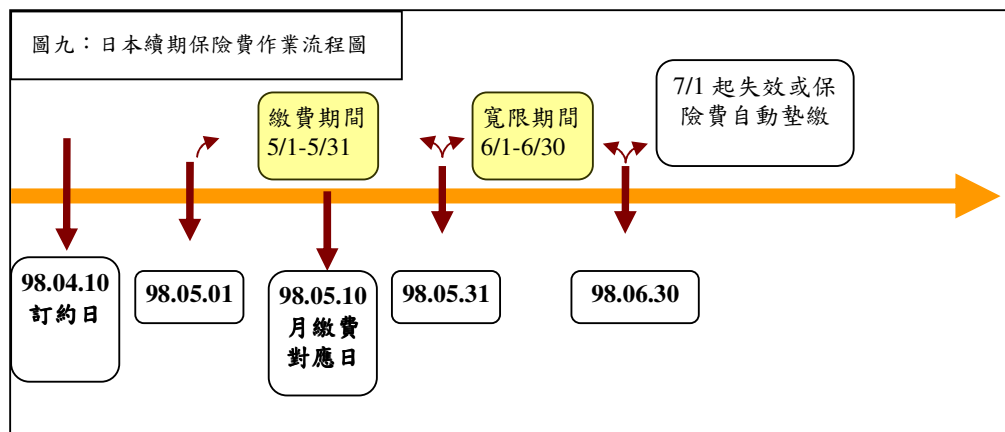 圖九：日本續期保險費作業流程圖
7/1 起失效或保
險費自動墊繳
繳費期間
5/1-5/31
寬限期間
6/1-6/30
98.04.10
訂約日
98.05.01
98.05.10
月繳費
對應日
98.05.31
98.06.30